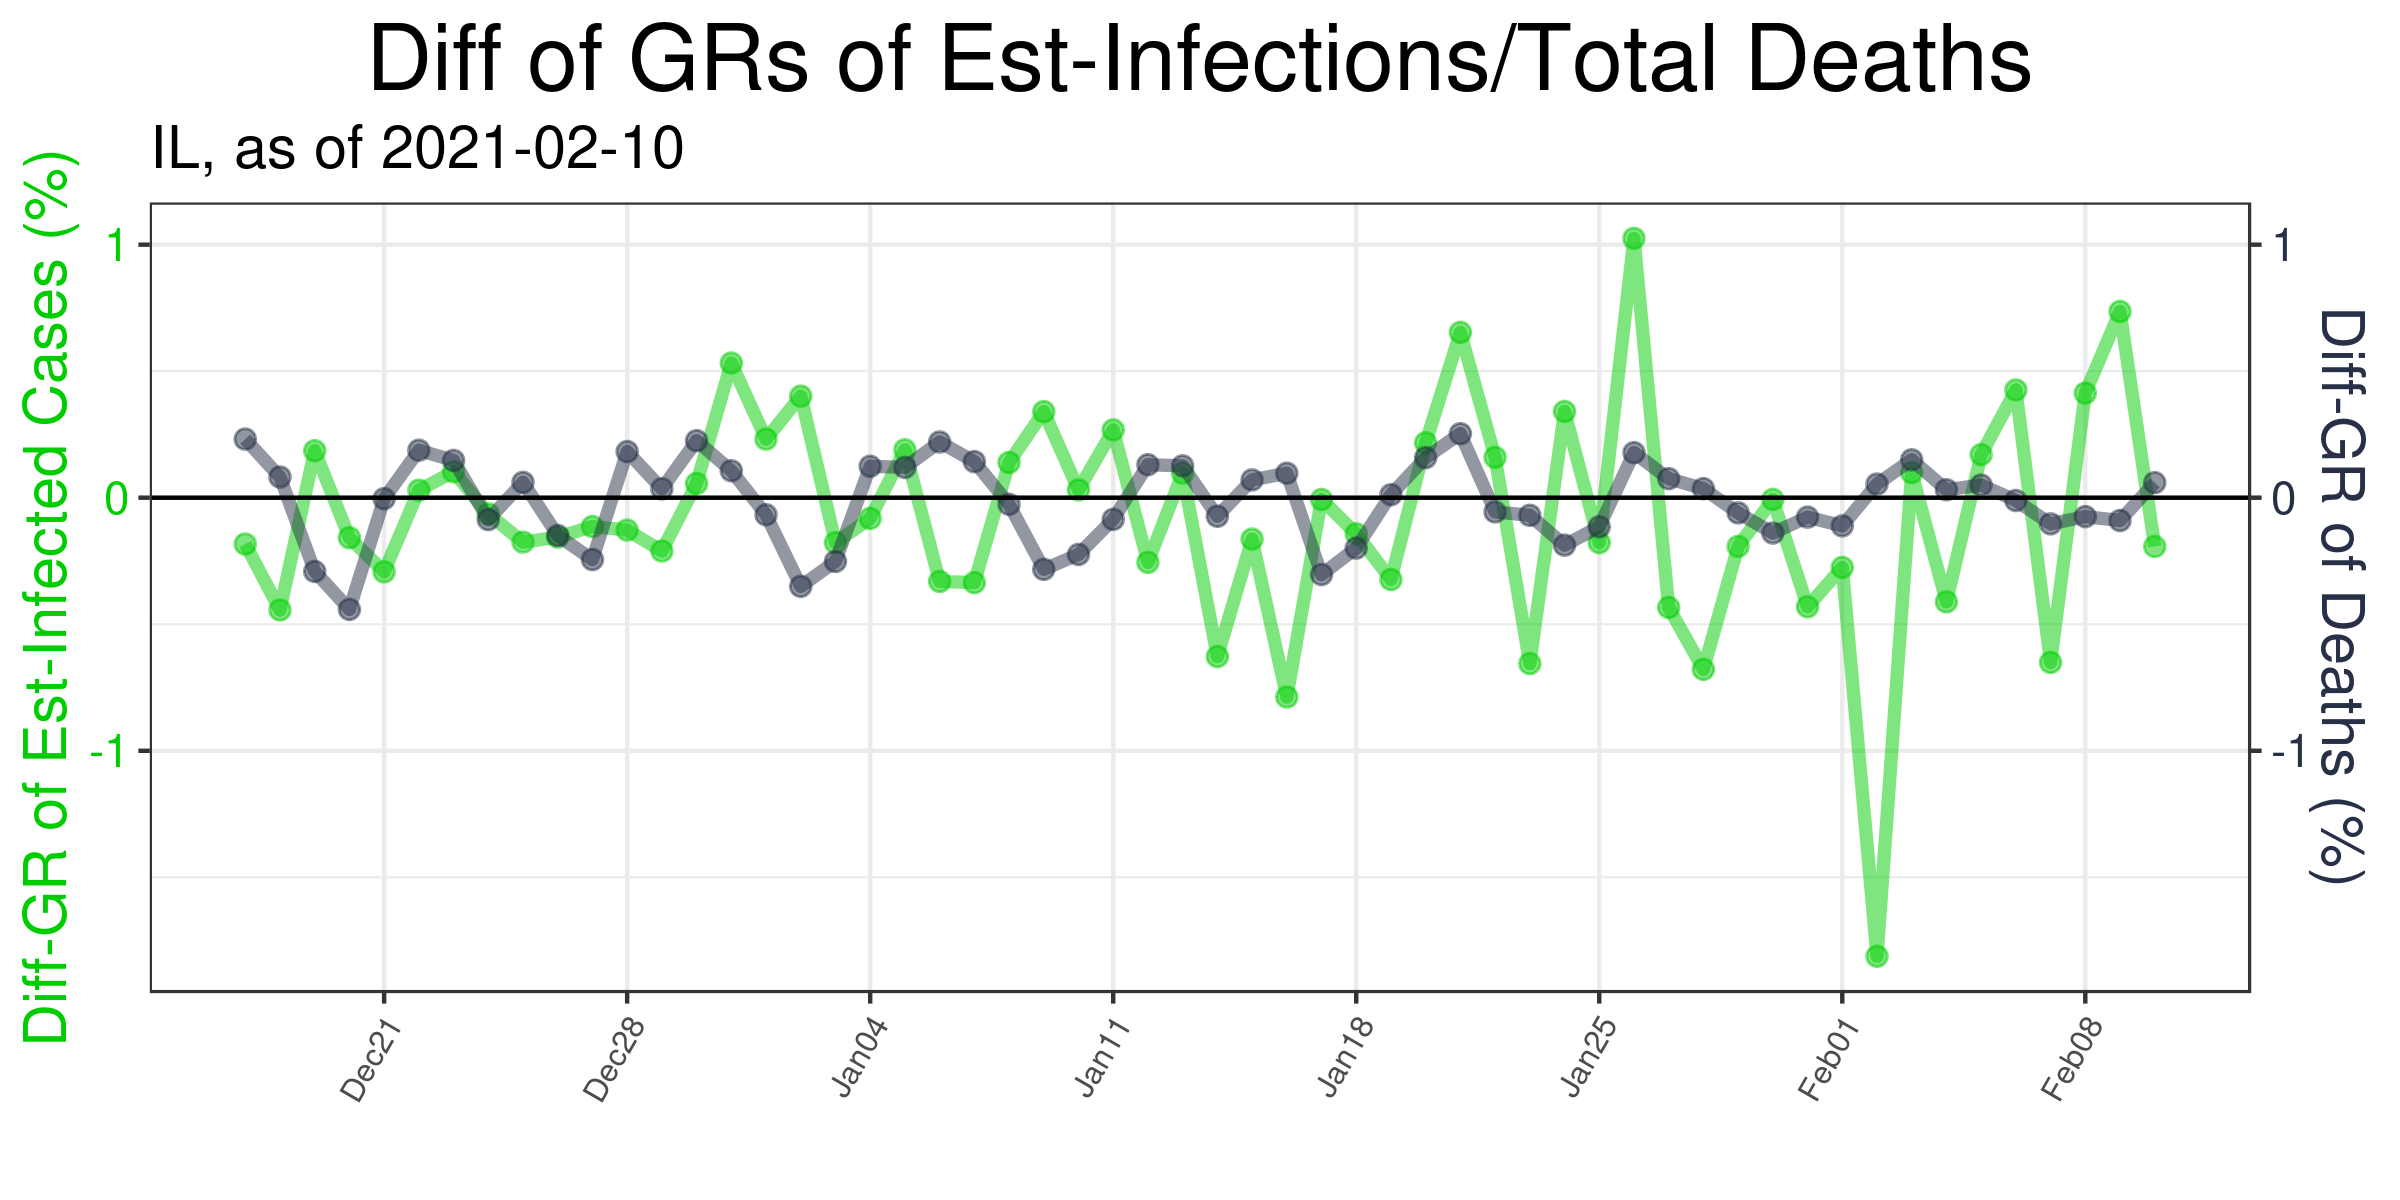 Diff of GRs of Est-Infections/Total Deaths
IL, as of 2021-02-10
Diff-GR of Est-Infected Cases (%)
1
0
-1
1
0
-1
Diff-GR of Deaths (%)
Dec21
Dec28
Jan04
Jan11
Jan18
Jan25
Feb01
Feb08